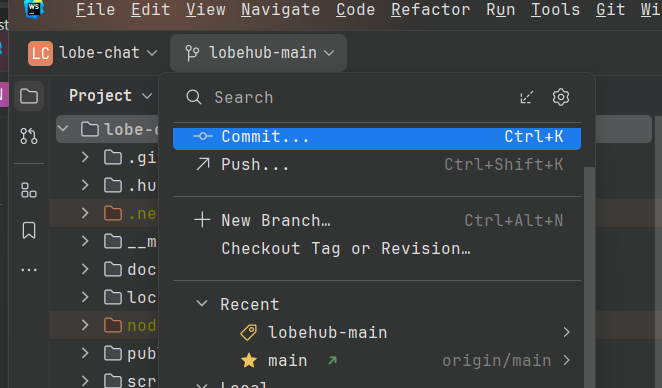 WS File Edit View Navigate Code Refactor Run Tools Git Wi
LC lobe-chat lobehub-main
Project
Search
lobe-c
Commit... Ctrl+K
.gi
Push... Ctrl+Shift+K
.hu
.ne
New Branch… Ctrl+Alt+N
__m
Checkout Tag or Revision…
doc
loc
Recent
nod
lobehub-main
pub
main origin/main
scr
Local